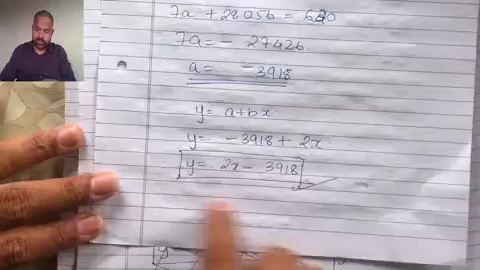 7a + 28056 = 630
7a = - 27426.
a = -3918
y = a+bx
y = -3918 + 2x
y = 2x - 3918